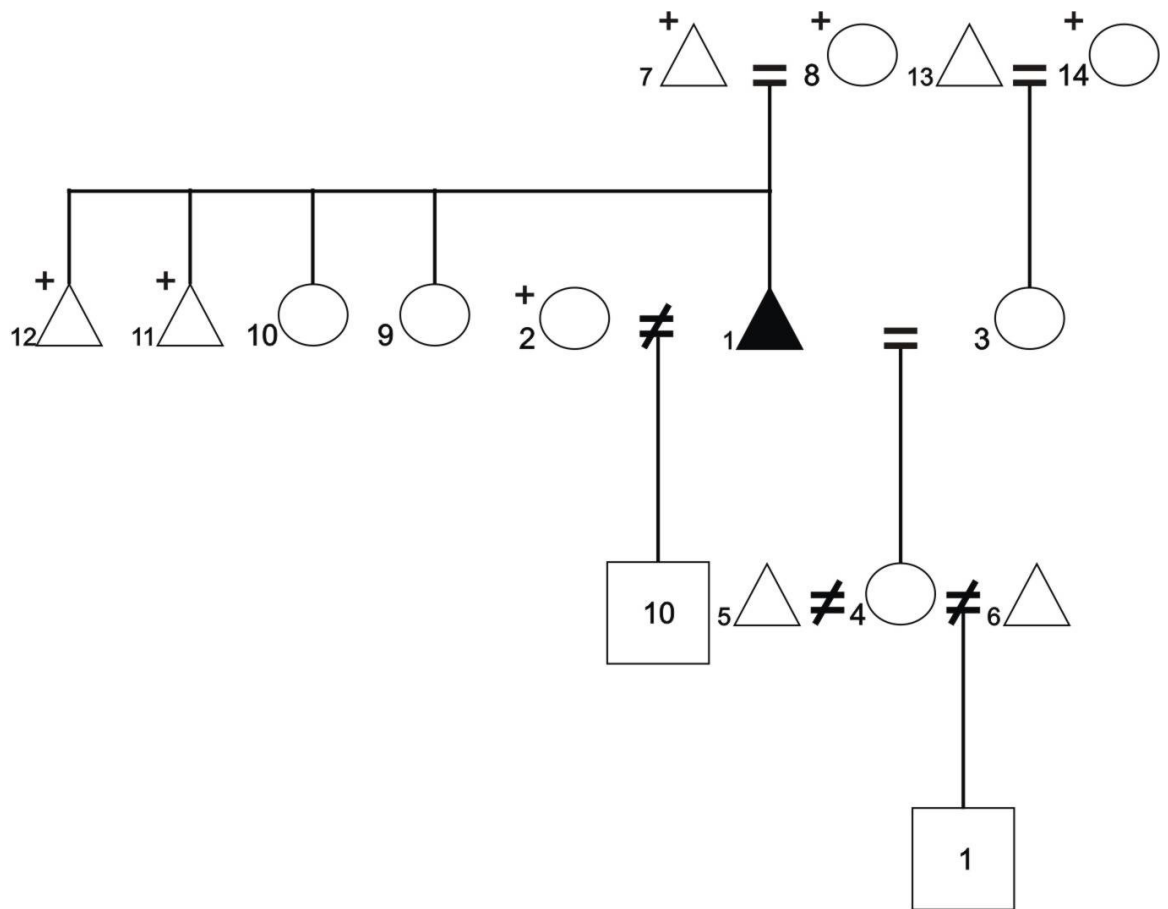 + + +
7 = 8 13 = 14
+ + +
12 11 10 9 2 ≠ 1 = 3
10 5 ≠ 4 ≠ 6
1